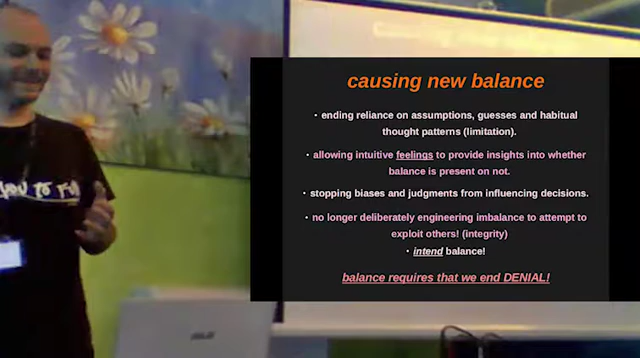 causing new balance
• ending reliance on assumptions, guesses and habitual
thought patterns (limitation).
• allowing intuitive feelings to provide insights into whether
balance is present on not.
• stopping biases and judgments from influencing decisions.
• no longer deliberately engineering imbalance to attempt to
exploit others! (integrity)
• intend balance!
balance requires that we end DENIAL!
ASUS